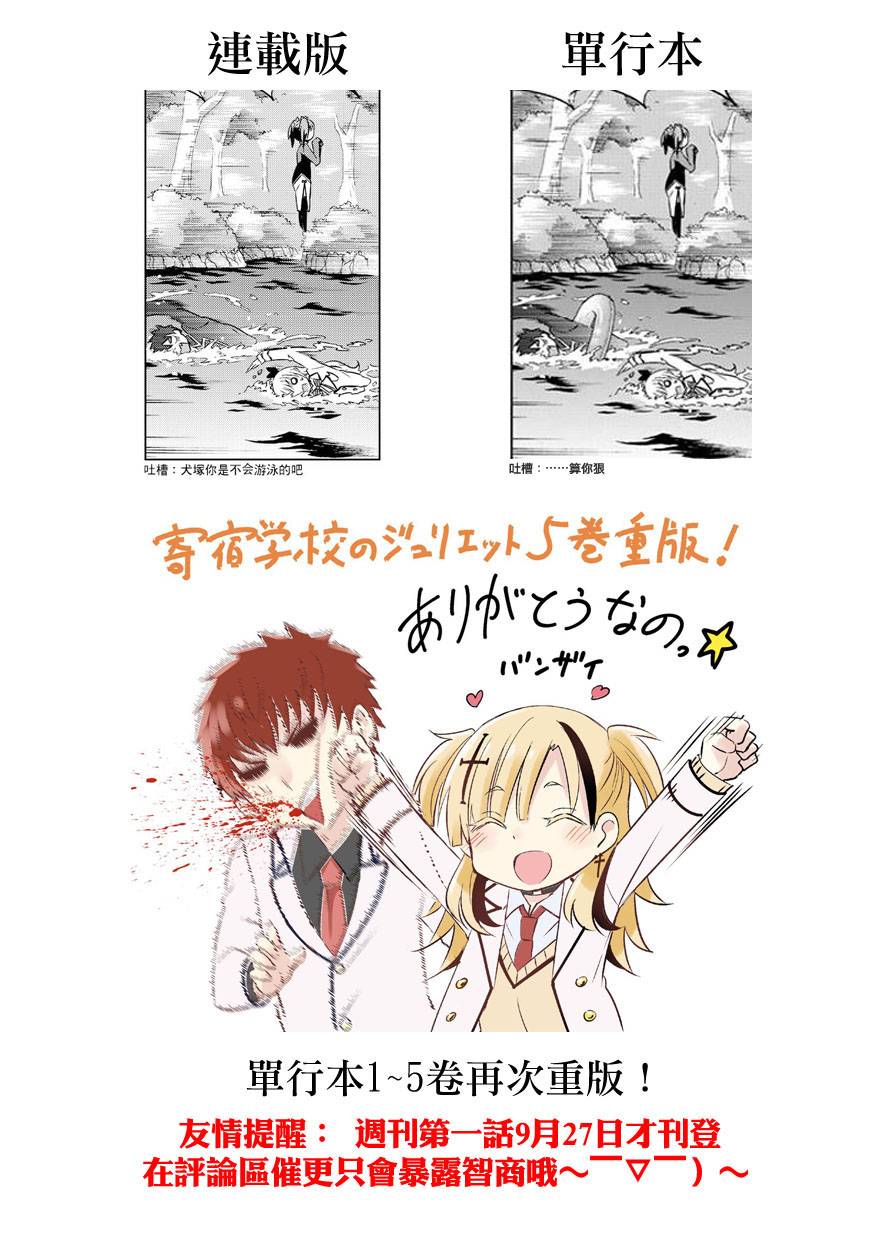 連載版
單行本
吐槽：犬塚你是不会游泳的吧
吐槽：……算你狠
寄宿学校のジュリエット5巻重版！
ありがとうなのっ
バンザイ
單行本1~5卷再次重版！
友情提醒： 週刊第一話9月27日才刊登
在評論區催更只會暴露智商哦～￣▽￣）～